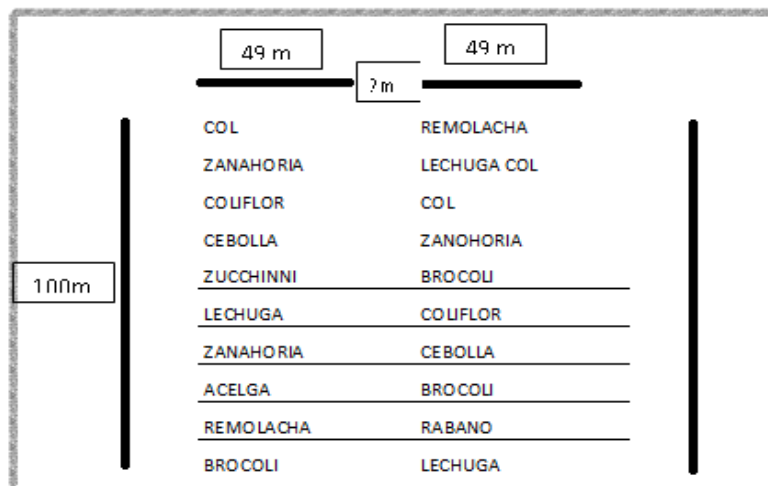 49 m 49 m
?m
COL REMOLACHA
ZANAHORIA LECHUGA COL
COLIFLOR COL
CEBOLLA ZANOHORIA
ZUCCHINNI BROCOLI
100m
LECHUGA COLIFLOR
ZANAHORIA CEBOLLA
ACELGA BROCOLI
REMOLACHA RABANO
BROCOLI LECHUGA